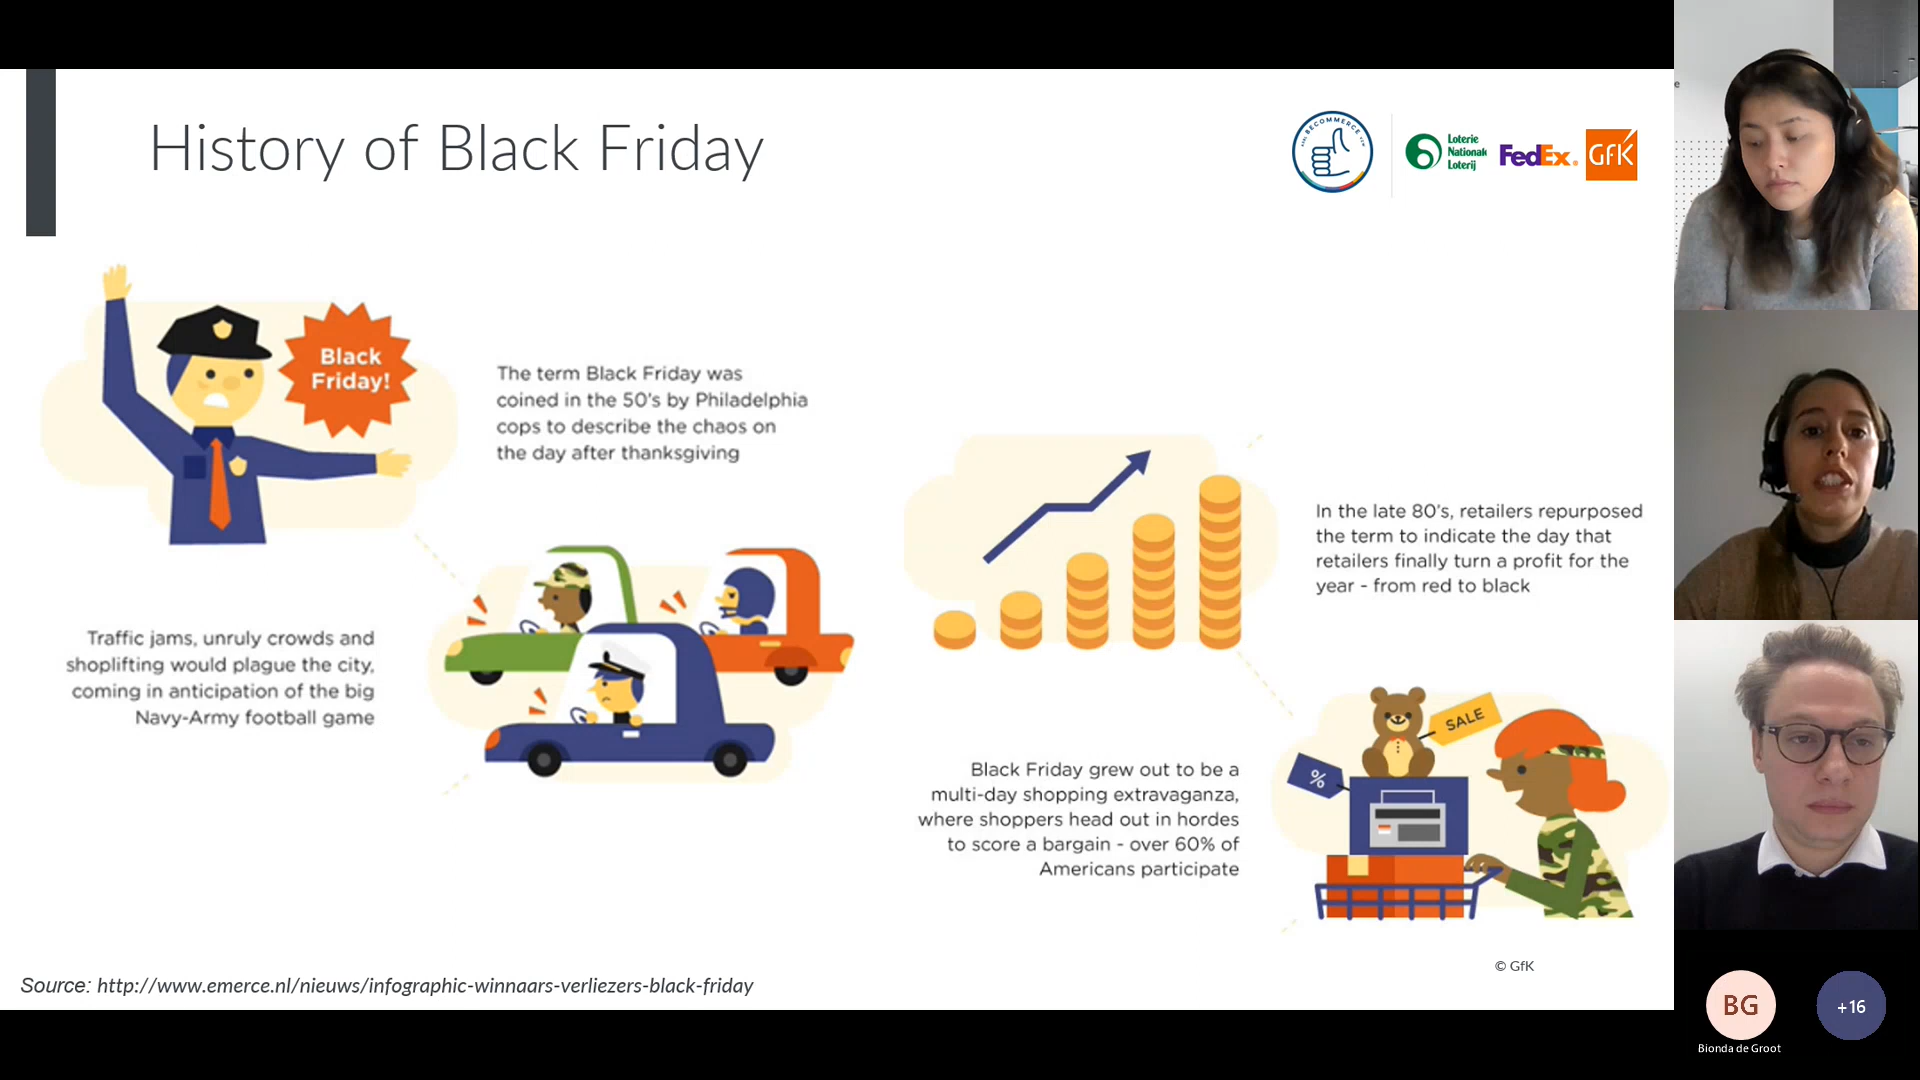 History of Black Friday
BECOMMERCE
Loterie
Nationale
Loterij
FedEx.
GfK
Black
Friday!
The term Black Friday was
coined in the 50's by Philadelphia
cops to describe the chaos on
the day after thanksgiving
Traffic jams, unruly crowds and
shoplifting would plague the city,
coming in anticipation of the big
Navy-Army football game
In the late 80's, retailers repurposed
the term to indicate the day that
retailers finally turn a profit for the
year - from red to black
SALE
%
Black Friday grew out to be a
multi-day shopping extravaganza,
where shoppers head out in hordes
to score a bargain - over 60% of
Americans participate
© GfK
Source: http://www.emerce.nl/nieuws/infographic-winnaars-verliezers-black-friday
BG
+16
Bionda de Groot